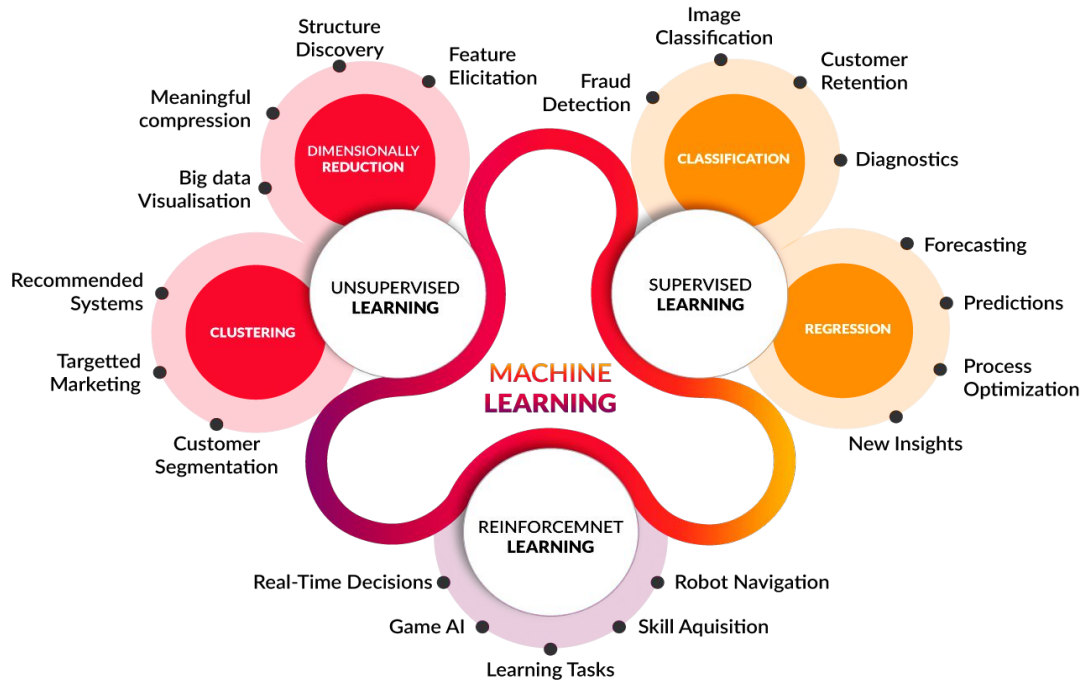 Structure
Discovery
Feature
Elicitation
Meaningful
compression
Big data
Visualisation
DIMENSIONALLY
REDUCTION
UNSUPERVISED
LEARNING
Recommended
Systems
Targetted
Marketing
Customer
Segmentation
CLUSTERING
Image
Classification
Customer
Retention
Fraud
Detection
Diagnostics
CLASSIFICATION
SUPERVISED
LEARNING
Forecasting
Predictions
Process
Optimization
New Insights
REGRESSION
MACHINE
LEARNING
REINFORCEMNET
LEARNING
Real-Time Decisions
Game AI
Learning Tasks
Skill Aquisition
Robot Navigation